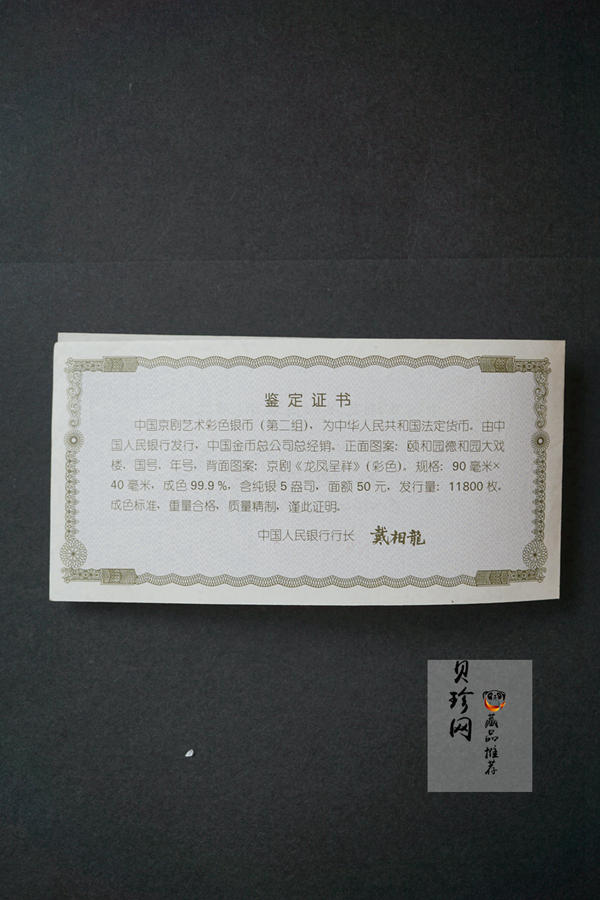 鉴定证书
中国京剧艺术彩色银币（第二组），为中华人民共和国法定货币，由中
国人民银行发行，中国金币总公司总经销，正面图案：颐和园德和园大戏
楼、国号、年号，背面图案：京剧《龙凤呈祥》（彩色）。规格：90毫米×
40毫米，成色99.9%，含纯银5盎司，面额50元，发行量：11800枚。
成色标准，重量合格，质量精制，谨此证明。
中国人民银行行长 戴相龍
贝珍网
藏品推荐